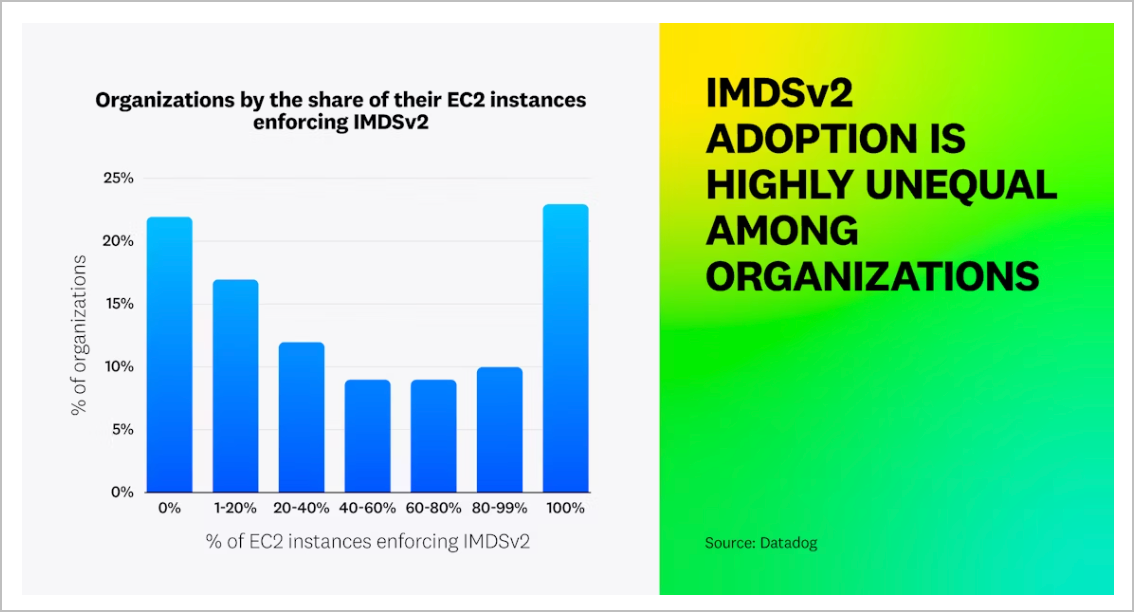 Organizations by the share of their EC2 instances
enforcing IMDSv2
25%
20%
15%
10%
5%
0%
% of organizations
0% 1-20% 20-40% 40-60% 60-80% 80-99% 100%
% of EC2 instances enforcing IMDSv2
IMDSv2
ADOPTION IS
HIGHLY UNEQUAL
AMONG
ORGANIZATIONS
Source: Datadog